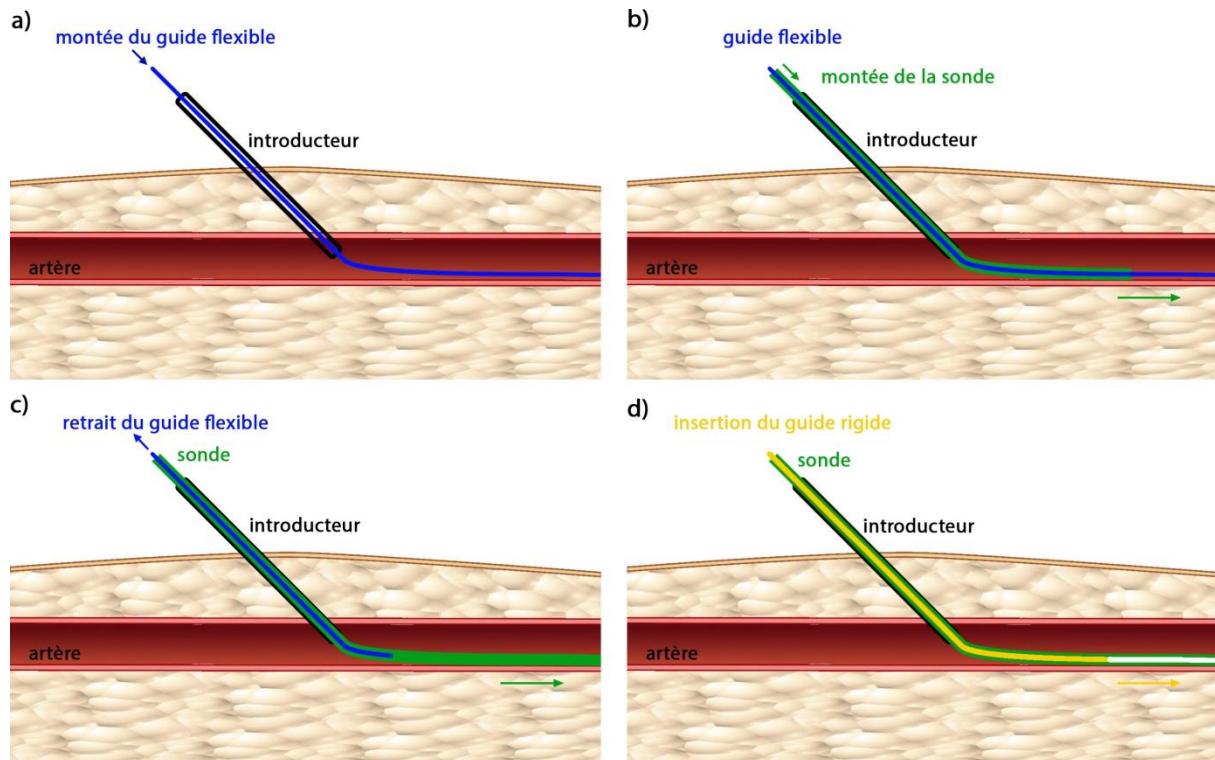 a)
montée du guide flexible
introducteur
artère
b)
guide flexible
montée de la sonde
introducteur
artère
c)
retrait du guide flexible
sonde
introducteur
artère
d)
insertion du guide rigide
sonde
introducteur
artère